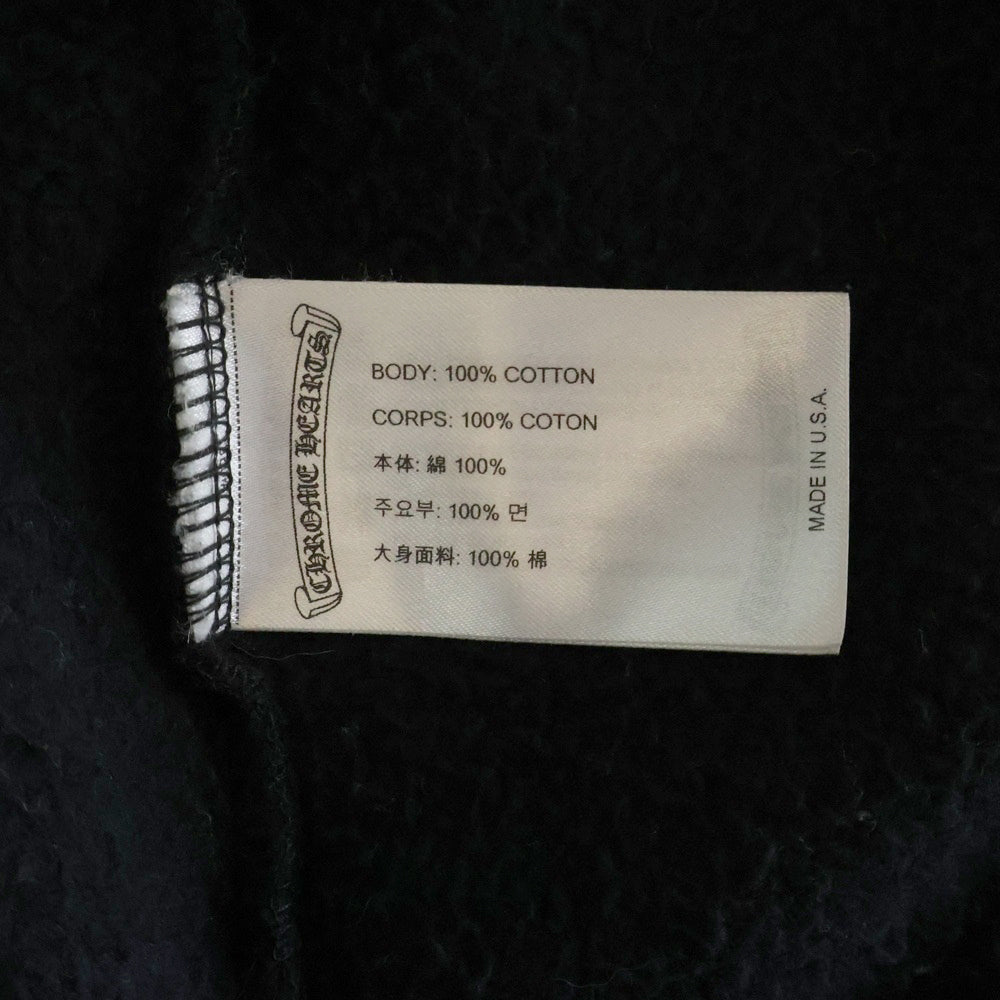 CHROME HEARTS
BODY: 100% COTTON
CORPS: 100% COTON
本体: 綿 100%
주요부: 100% 면
大身面料: 100% 棉
MADE IN U.S.A.